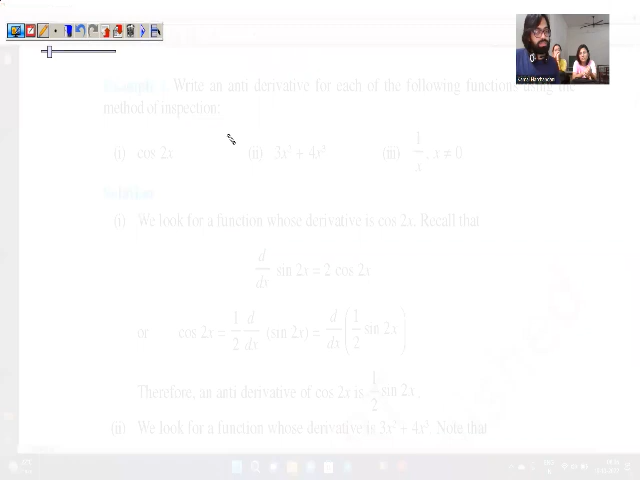 Kamal Manchandani
Write an anti derivative for each of the following functions using the
method of inspection:
(i) cos 2x (ii) 3x² + 4x³ (iii) 1/x, x ≠ 0
Solution
(i) We look for a function whose derivative is cos 2x. Recall that
d/dx sin 2x = 2 cos 2x
or cos 2x = 1/2 d/dx (sin 2x) = d/dx (1/2 sin 2x)
Therefore, an anti derivative of cos 2x is 1/2 sin 2x.
(ii) We look for a function whose derivative is 3x² + 4x³. Note that